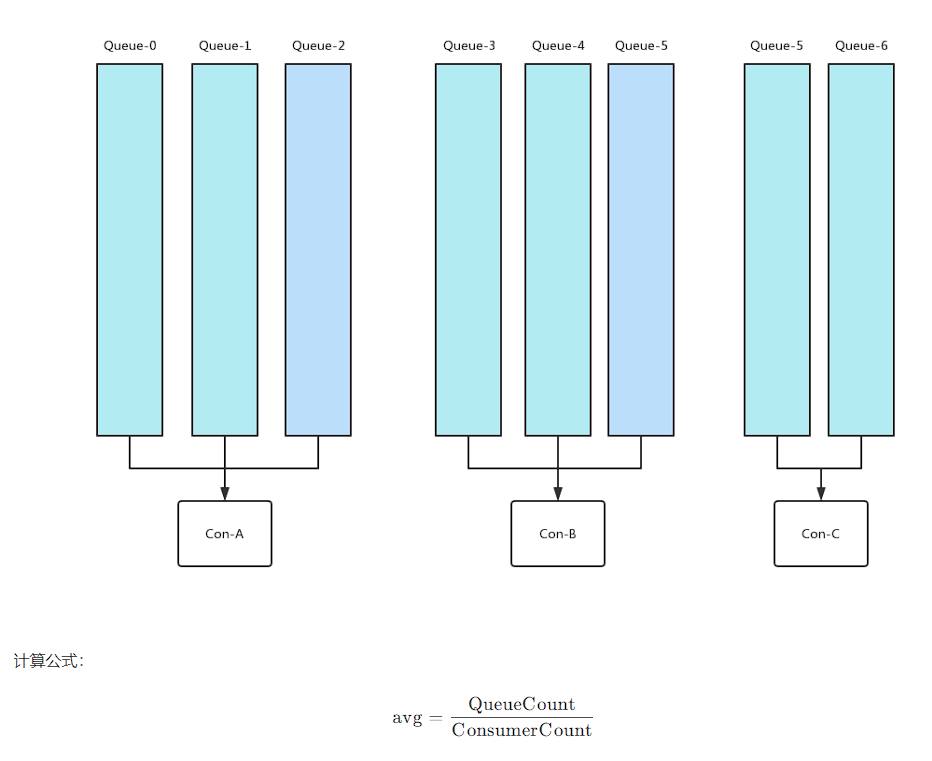 Queue-0 Queue-1 Queue-2 Queue-3 Queue-4 Queue-5 Queue-5 Queue-6
Con-A Con-B Con-C
计算公式：
avg = QueueCount / ConsumerCount